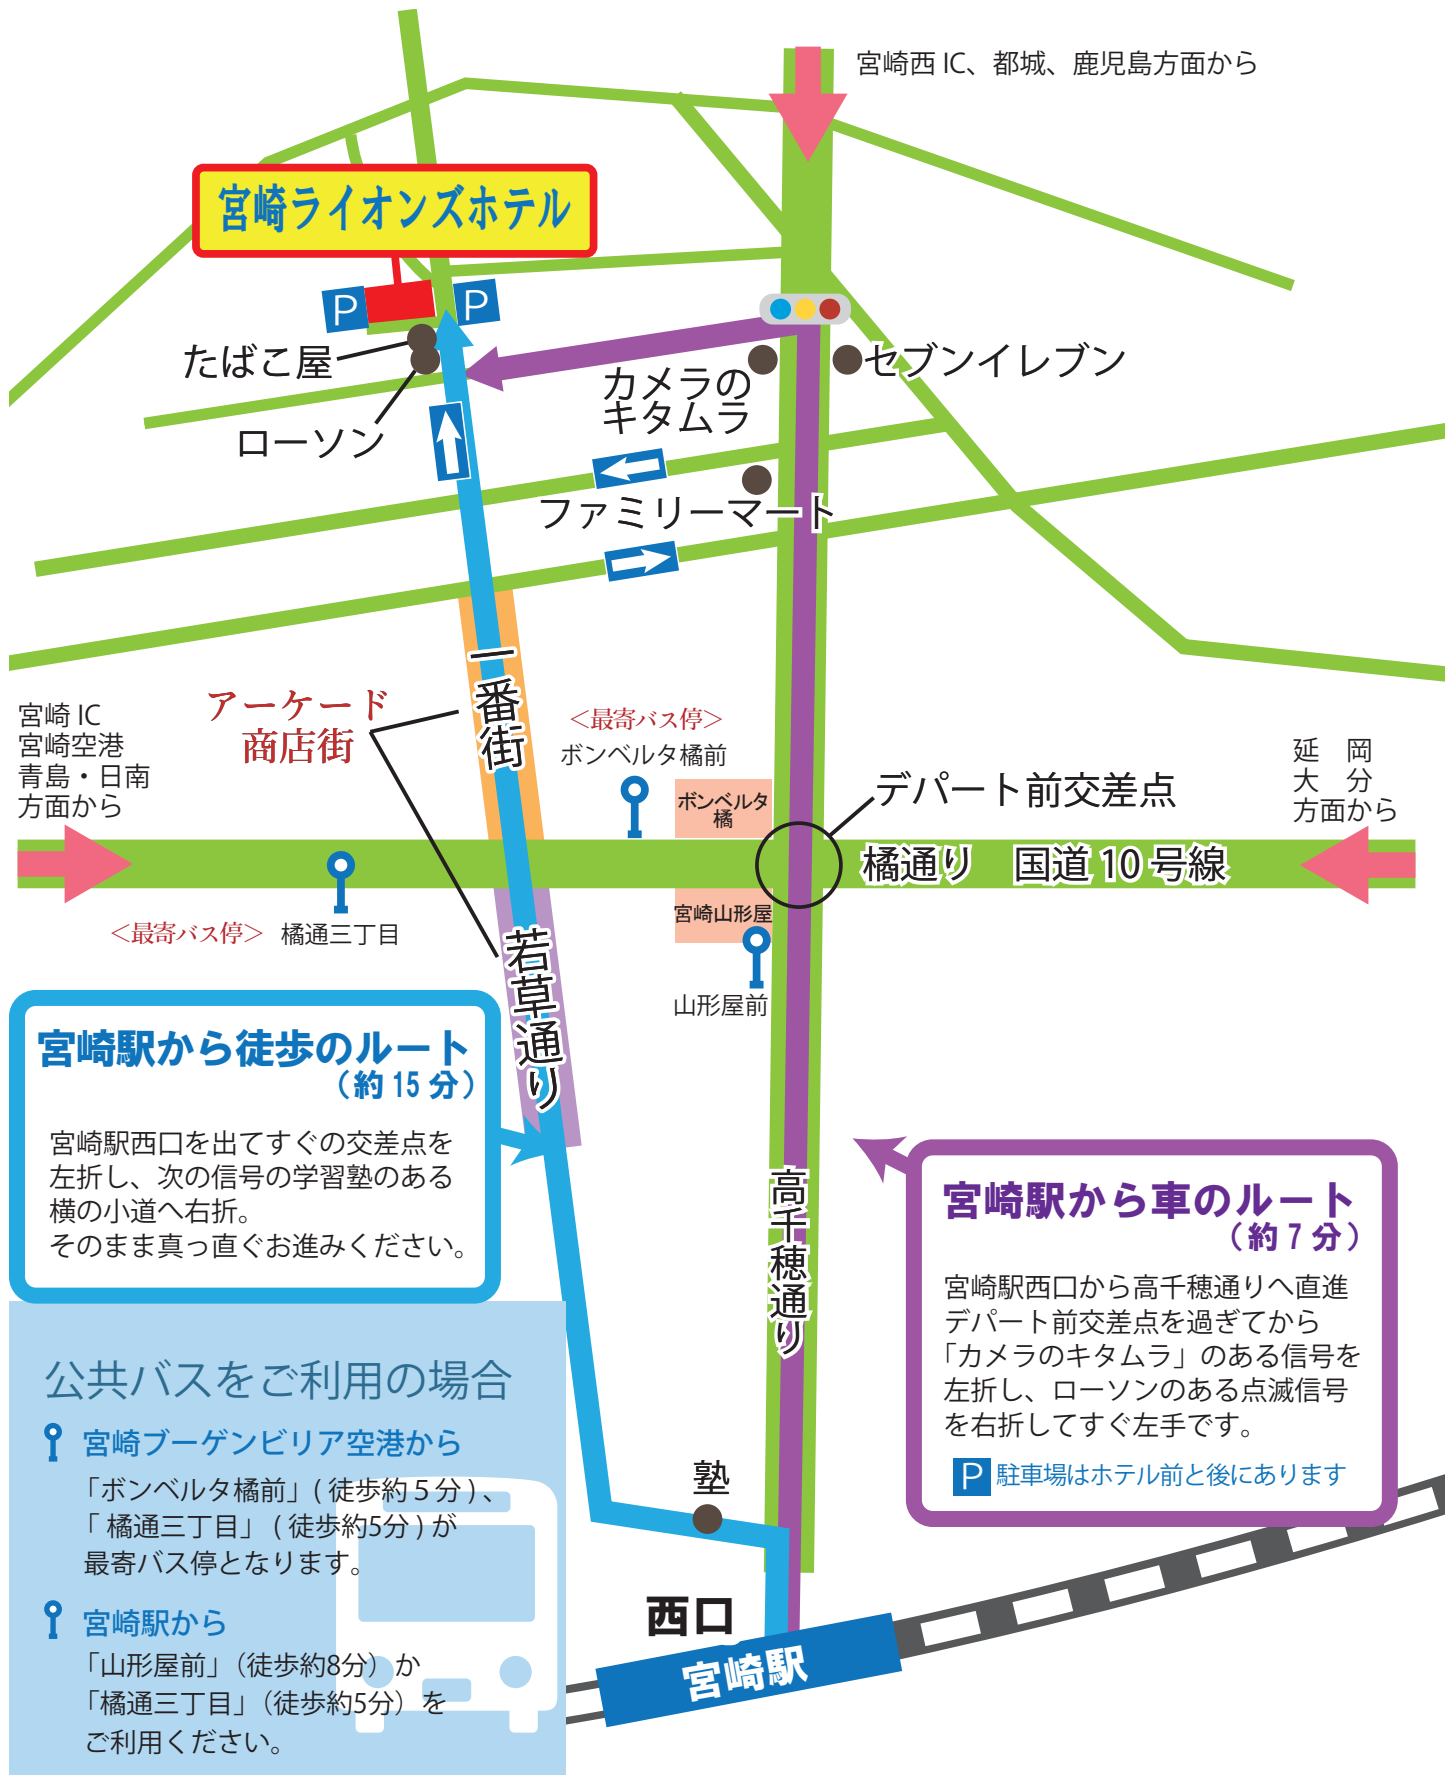 宮崎西 IC、都城、鹿児島方面から
宮崎ライオンズホテル
P
P
たばこ屋
ローソン
カメラの
キタムラ
セブンイレブン
ファミリーマート
アーケード
商店街
一番街
宮崎 IC
宮崎空港
青島・日南
方面から
＜最寄バス停＞
ボンベルタ橘前
ボンベルタ
橘
デパート前交差点
延　岡
大　分
方面から
橘通り　国道 10 号線
＜最寄バス停＞ 橘通三丁目
宮崎山形屋
山形屋前
若草通り
高千穂通り
宮崎駅から徒歩のルート
（約 15 分）
宮崎駅西口を出てすぐの交差点を
左折し、次の信号の学習塾のある
横の小道へ右折。
そのまま真っ直ぐお進みください。
宮崎駅から車のルート
（約 7 分）
宮崎駅西口から高千穂通りへ直進
デパート前交差点を過ぎてから
「カメラのキタムラ」のある信号を
左折し、ローソンのある点滅信号
を右折してすぐ左手です。
P 駐車場はホテル前と後にあります
公共バスをご利用の場合
宮崎ブーゲンビリア空港から
「ボンベルタ橘前」( 徒歩約 5 分 ) 、
「 橘通三丁目」 ( 徒歩約5分 ) が
最寄バス停となります。
宮崎駅から
「山形屋前」（徒歩約8分）か
「橘通三丁目」（徒歩約5分）を
ご利用ください。
塾
西口
宮崎駅